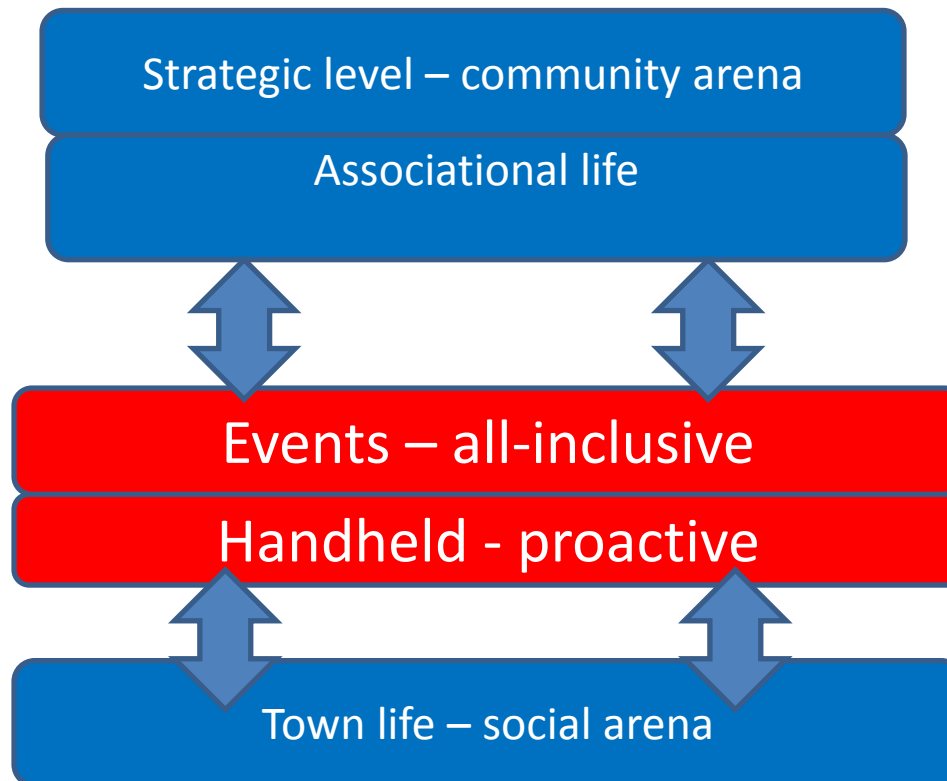 Strategic level – community arena
Associational life
Events – all-inclusive
Handheld - proactive
Town life – social arena